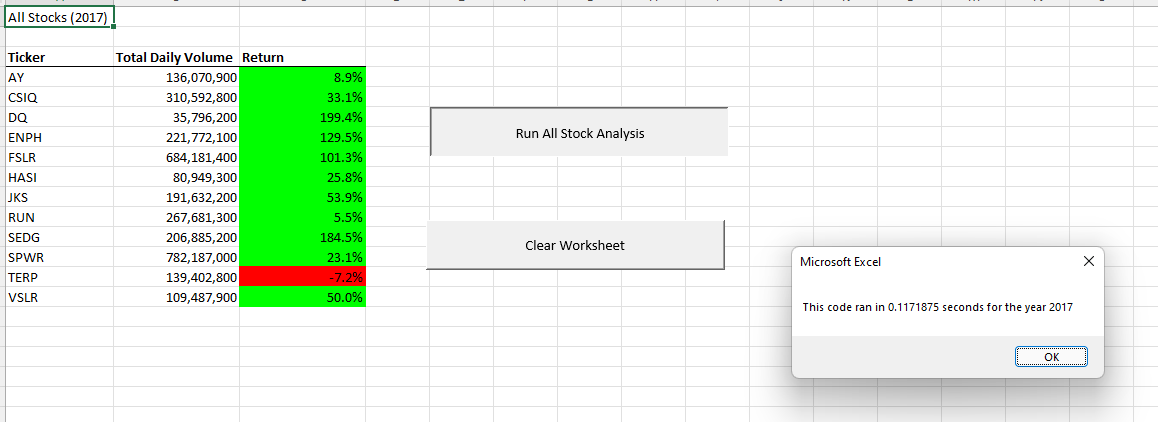 All Stocks (2017)
Ticker Total Daily Volume Return
AY 136,070,900 8.9%
CSIQ 310,592,800 33.1%
DQ 35,796,200 199.4%
ENPH 221,772,100 129.5%
FSLR 684,181,400 101.3%
HASI 80,949,300 25.8%
JKS 191,632,200 53.9%
RUN 267,681,300 5.5%
SEDG 206,885,200 184.5%
SPWR 782,187,000 23.1%
TERP 139,402,800 -7.2%
VSLR 109,487,900 50.0%
Run All Stock Analysis
Clear Worksheet
Microsoft Excel
This code ran in 0.1171875 seconds for the year 2017
OK